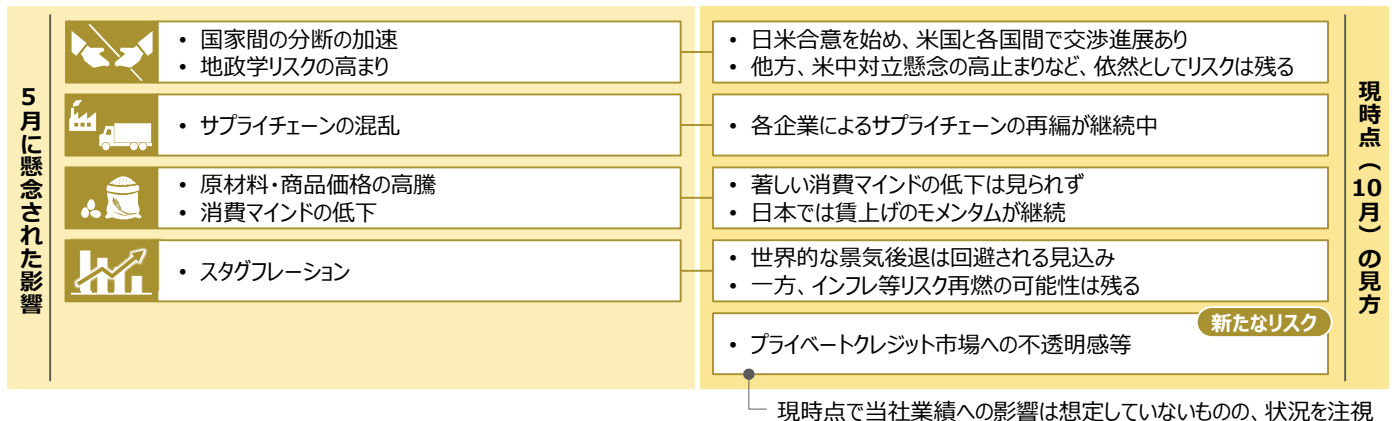 5月に懸念された影響
• 国家間の分断の加速
• 地政学リスクの高まり
• 日米合意を始め、米国と各国間で交渉進展あり
• 他方、米中対立懸念の高止まりなど、依然としてリスクは残る
• サプライチェーンの混乱
• 各企業によるサプライチェーンの再編が継続中
• 原材料・商品価格の高騰
• 消費マインドの低下
• 著しい消費マインドの低下は見られず
• 日本では賃上げのモメンタムが継続
• スタグフレーション
• 世界的な景気後退は回避される見込み
• 一方、インフレ等リスク再燃の可能性は残る
新たなリスク
• プライベートクレジット市場への不透明感等
現時点（10月）の見方
現時点で当社業績への影響は想定していないものの、状況を注視